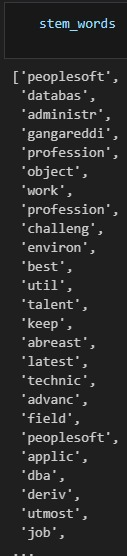 stem_words
['peoplesoft',
'databas',
'administr',
'gangareddi',
'profession',
'object',
'work',
'profession',
'challeng',
'environ',
'best',
'util',
'talent',
'keep',
'abreast',
'latest',
'technic',
'advanc',
'field',
'peoplesoft',
'applic',
'dba',
'deriv',
'utmost',
'job',